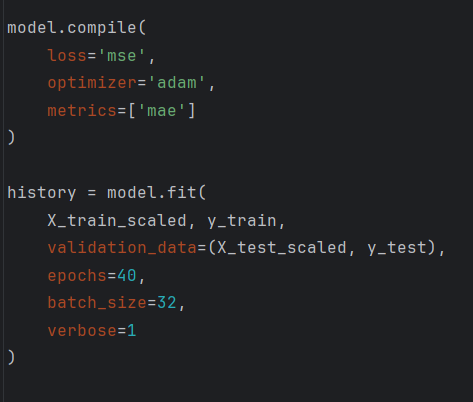 model.compile(
    loss='mse',
    optimizer='adam',
    metrics=['mae']
)
history = model.fit(
    X_train_scaled, y_train,
    validation_data=(X_test_scaled, y_test),
    epochs=40,
    batch_size=32,
    verbose=1
)